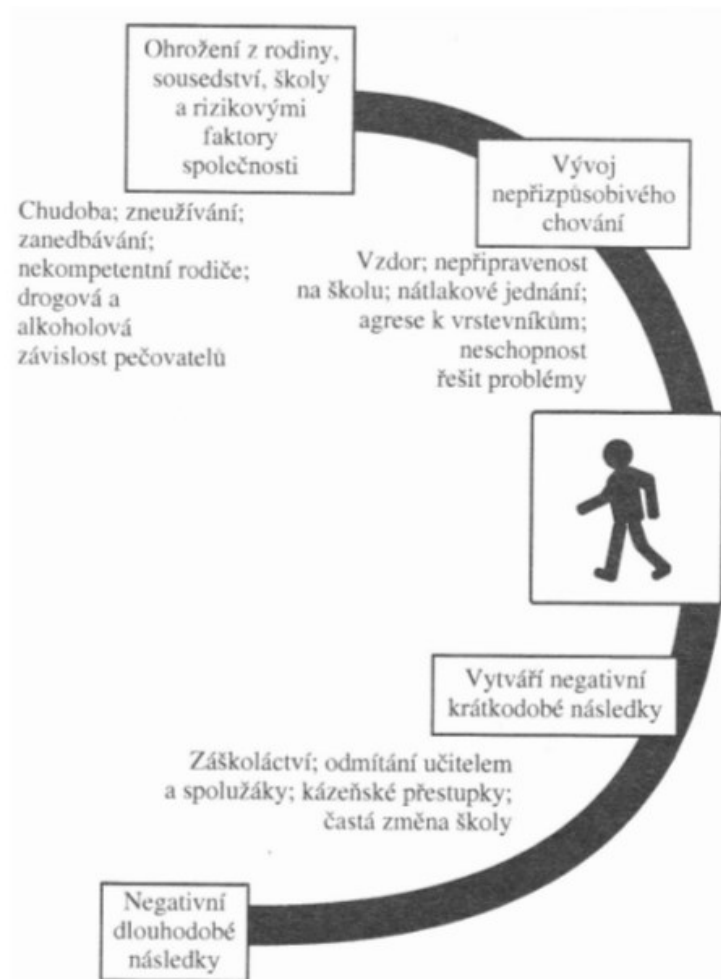 Ohrožení z rodiny,
sousedství, školy
a rizikovými
faktory
společnosti
Chudoba; zneužívání;
zanedbávání;
nekompetentní rodiče;
drogová a
alkoholová
závislost pečovatelů
Vývoj
nepřizpůsobivého
chování
Vzdor; nepřipravenost
na školu; nátlakové jednání;
agrese k vrstevníkům;
neschopnost
řešit problémy
Vytváří negativní
krátkodobé následky
Záškoláctví; odmítání učitelem
a spolužáky; kázeňské přestupky;
častá změna školy
Negativní
dlouhodobé
následky